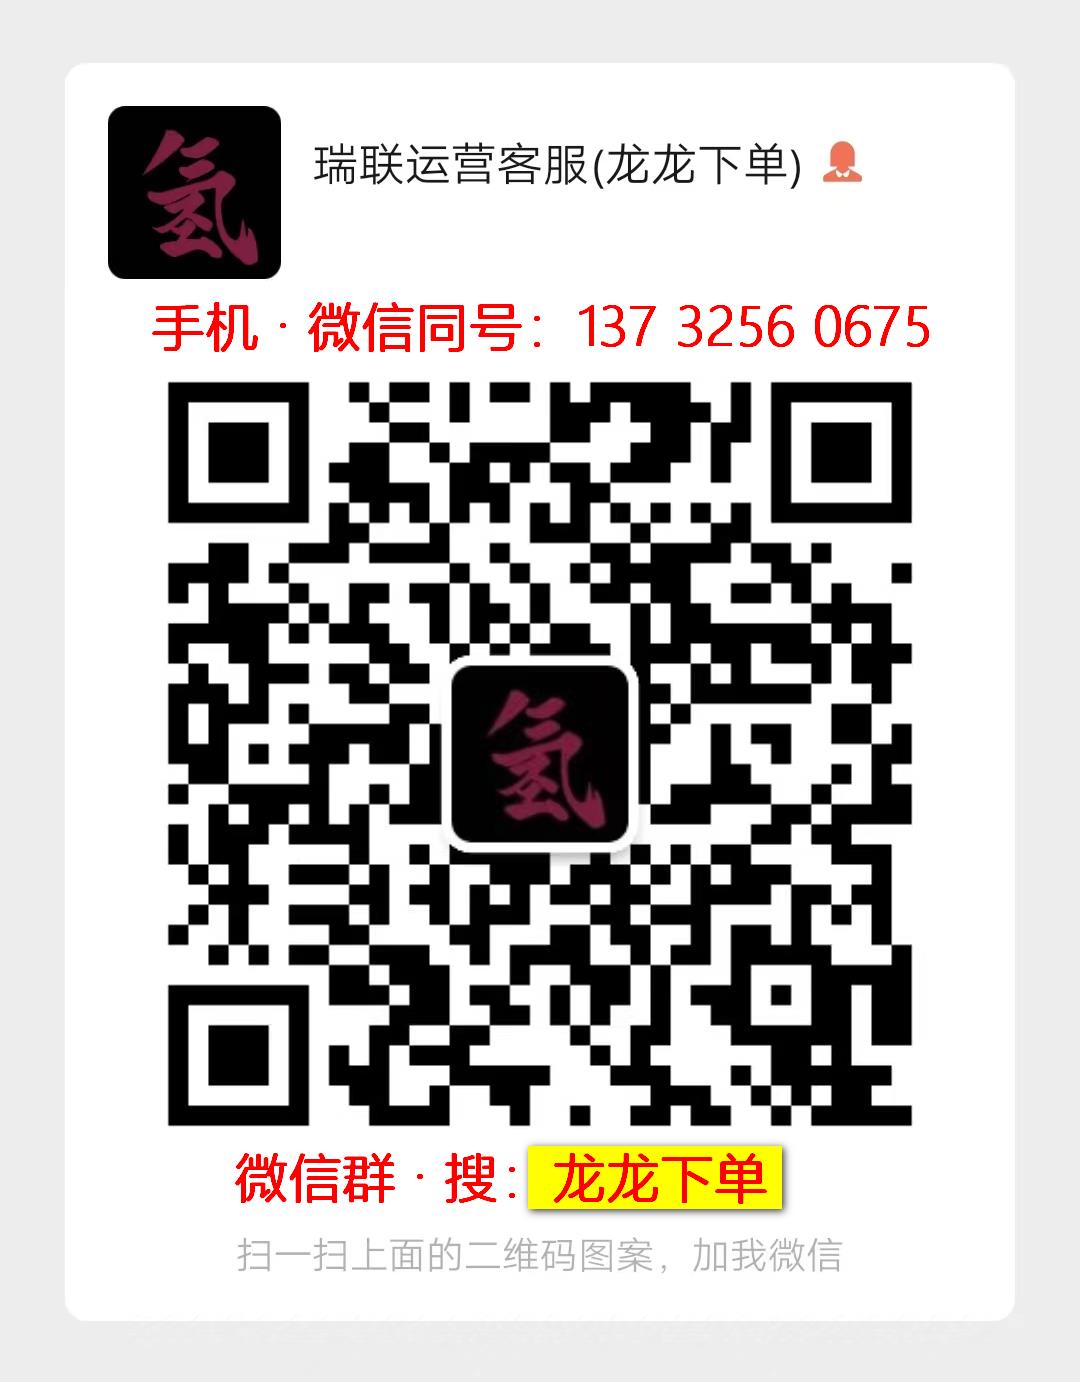 氢
瑞联运营客服(龙龙下单)
手机·微信同号：137 3256 0675
氢
微信群·搜：龙龙下单
扫一扫上面的二维码图案，加我微信